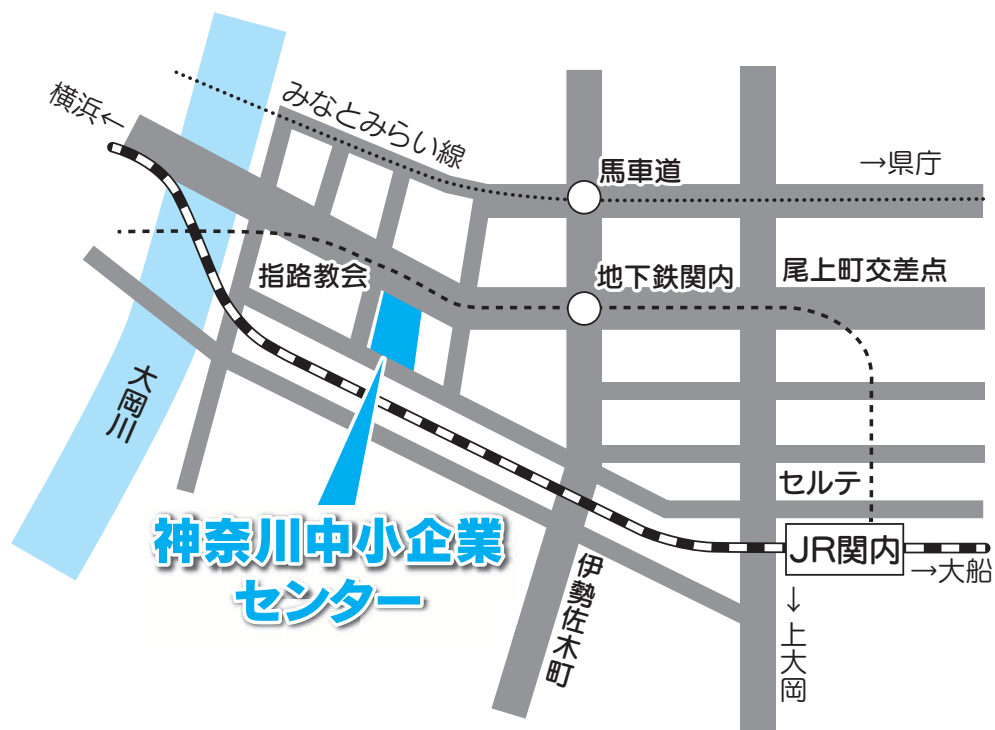 横浜←
みなとみらい線
馬車道
→県庁
指路教会
地下鉄関内
尾上町交差点
大岡川
セルテ
神奈川中小企業
センター
JR関内
→大船
伊勢佐木町
↓上大岡